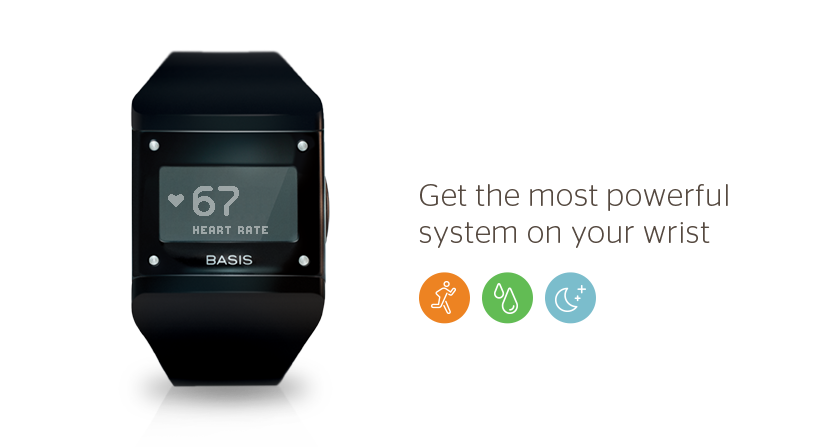 67
HEART RATE
BASIS
Get the most powerful
system on your wrist